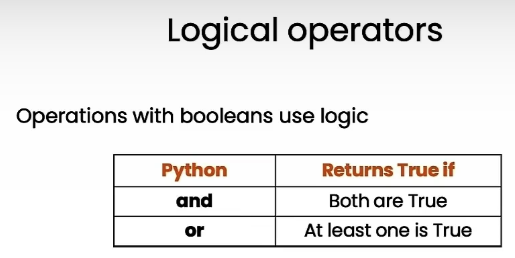 Logical operators
Operations with booleans use logic
Python Returns True if
and Both are True
or At least one is True